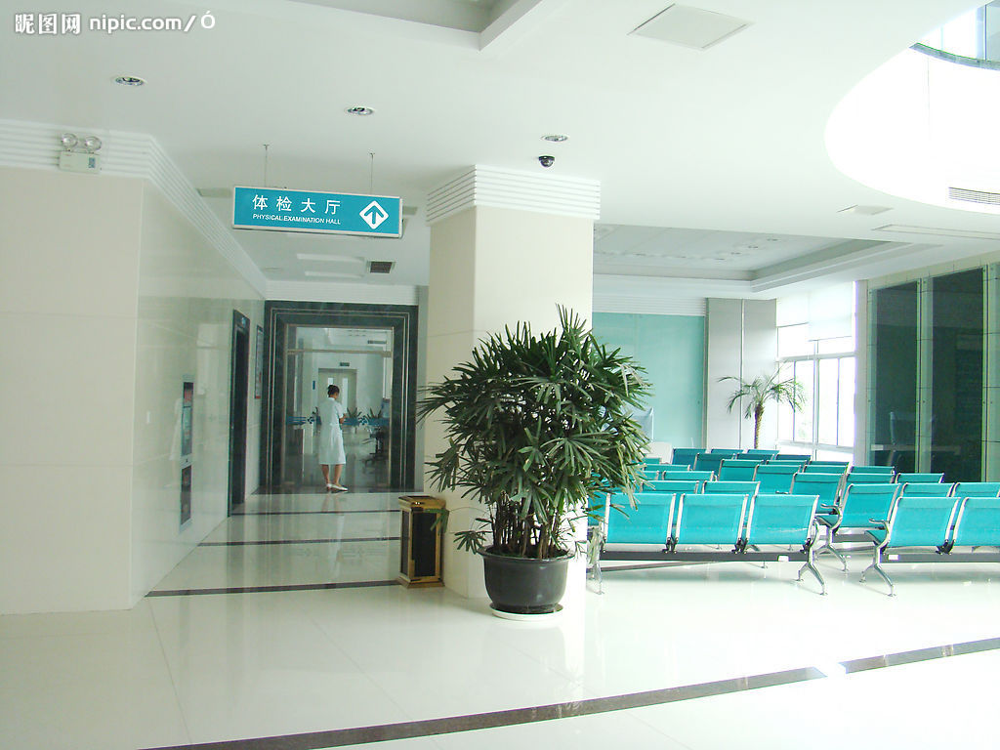 昵图网 nipic.com/Ó
体检大厅
PHYSICAL EXAMINATION HALL